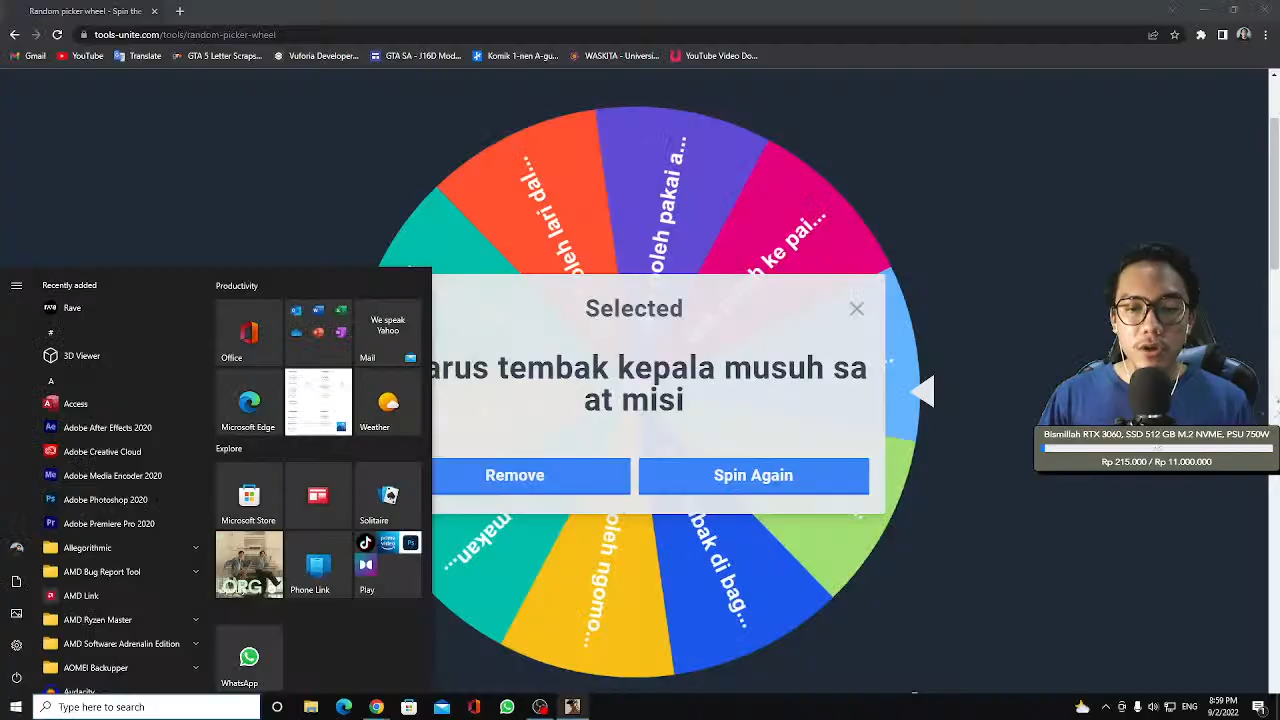 Random picker wheel - Spin the
tools-unite.com/tools/random-picker-wheel
Gmail
YouTube
Translate
GTA 5 Letter Scraps...
Vuforia Developer...
GTA SA - J16D Mod...
Komik 1-nen A-gu...
WASKITA - Universi...
YouTube Video Do...
oleh lari dal...
oleh pakai a...
h ke pai...
Selected
arus tembak kepala musuh sa
at misi
Remove
Spin Again
makan...
oleh ngomo...
bak di bag...
Recently added
Rave
#
3D Viewer
A
Access
Adobe After Effects 2020
Adobe Creative Cloud
Adobe Media Encoder 2020
Adobe Photoshop 2020
Adobe Premiere Pro 2020
Allegorithmic
AMD Bug Report Tool
AMD Link
AMD Ryzen Master
AMD Software Adrenalin Edition
AOMEI Backupper
Audacity
Productivity
Office
We speak
Yahoo
Mail
Microsoft Edge
Weather
Explore
Microsoft Store
Solitaire
Phone Link
Play
WhatsApp
Bismillah RTX 3060, SSD 512 GB M.2 NVME, PSU 750W
Rp 215.000 / Rp 11.000.000
Type here to search
8:59 PM
9/2/2022